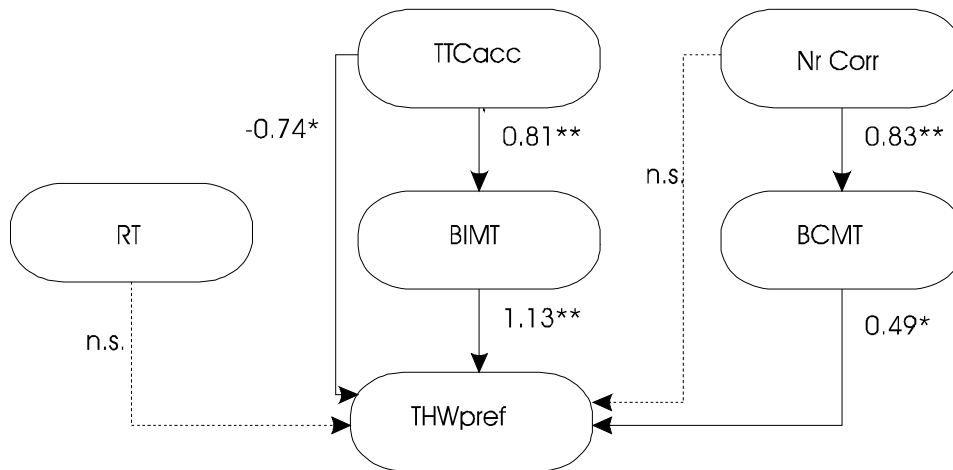 TTCacc
Nr Corr
-0.74*
0.81**
0.83**
n.s.
RT
BIMT
BCMT
n.s.
1.13**
0.49*
THWpref